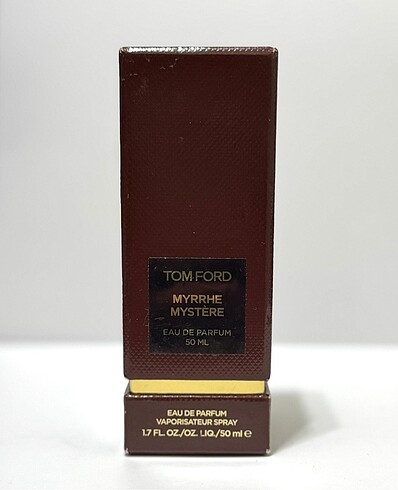 TOM FORD
MYRRHE
MYSTÈRE
EAU DE PARFUM
50 ML
EAU DE PARFUM
VAPORISATEUR SPRAY
1.7 FL. OZ./OZ. LIQ./50 ml ℮